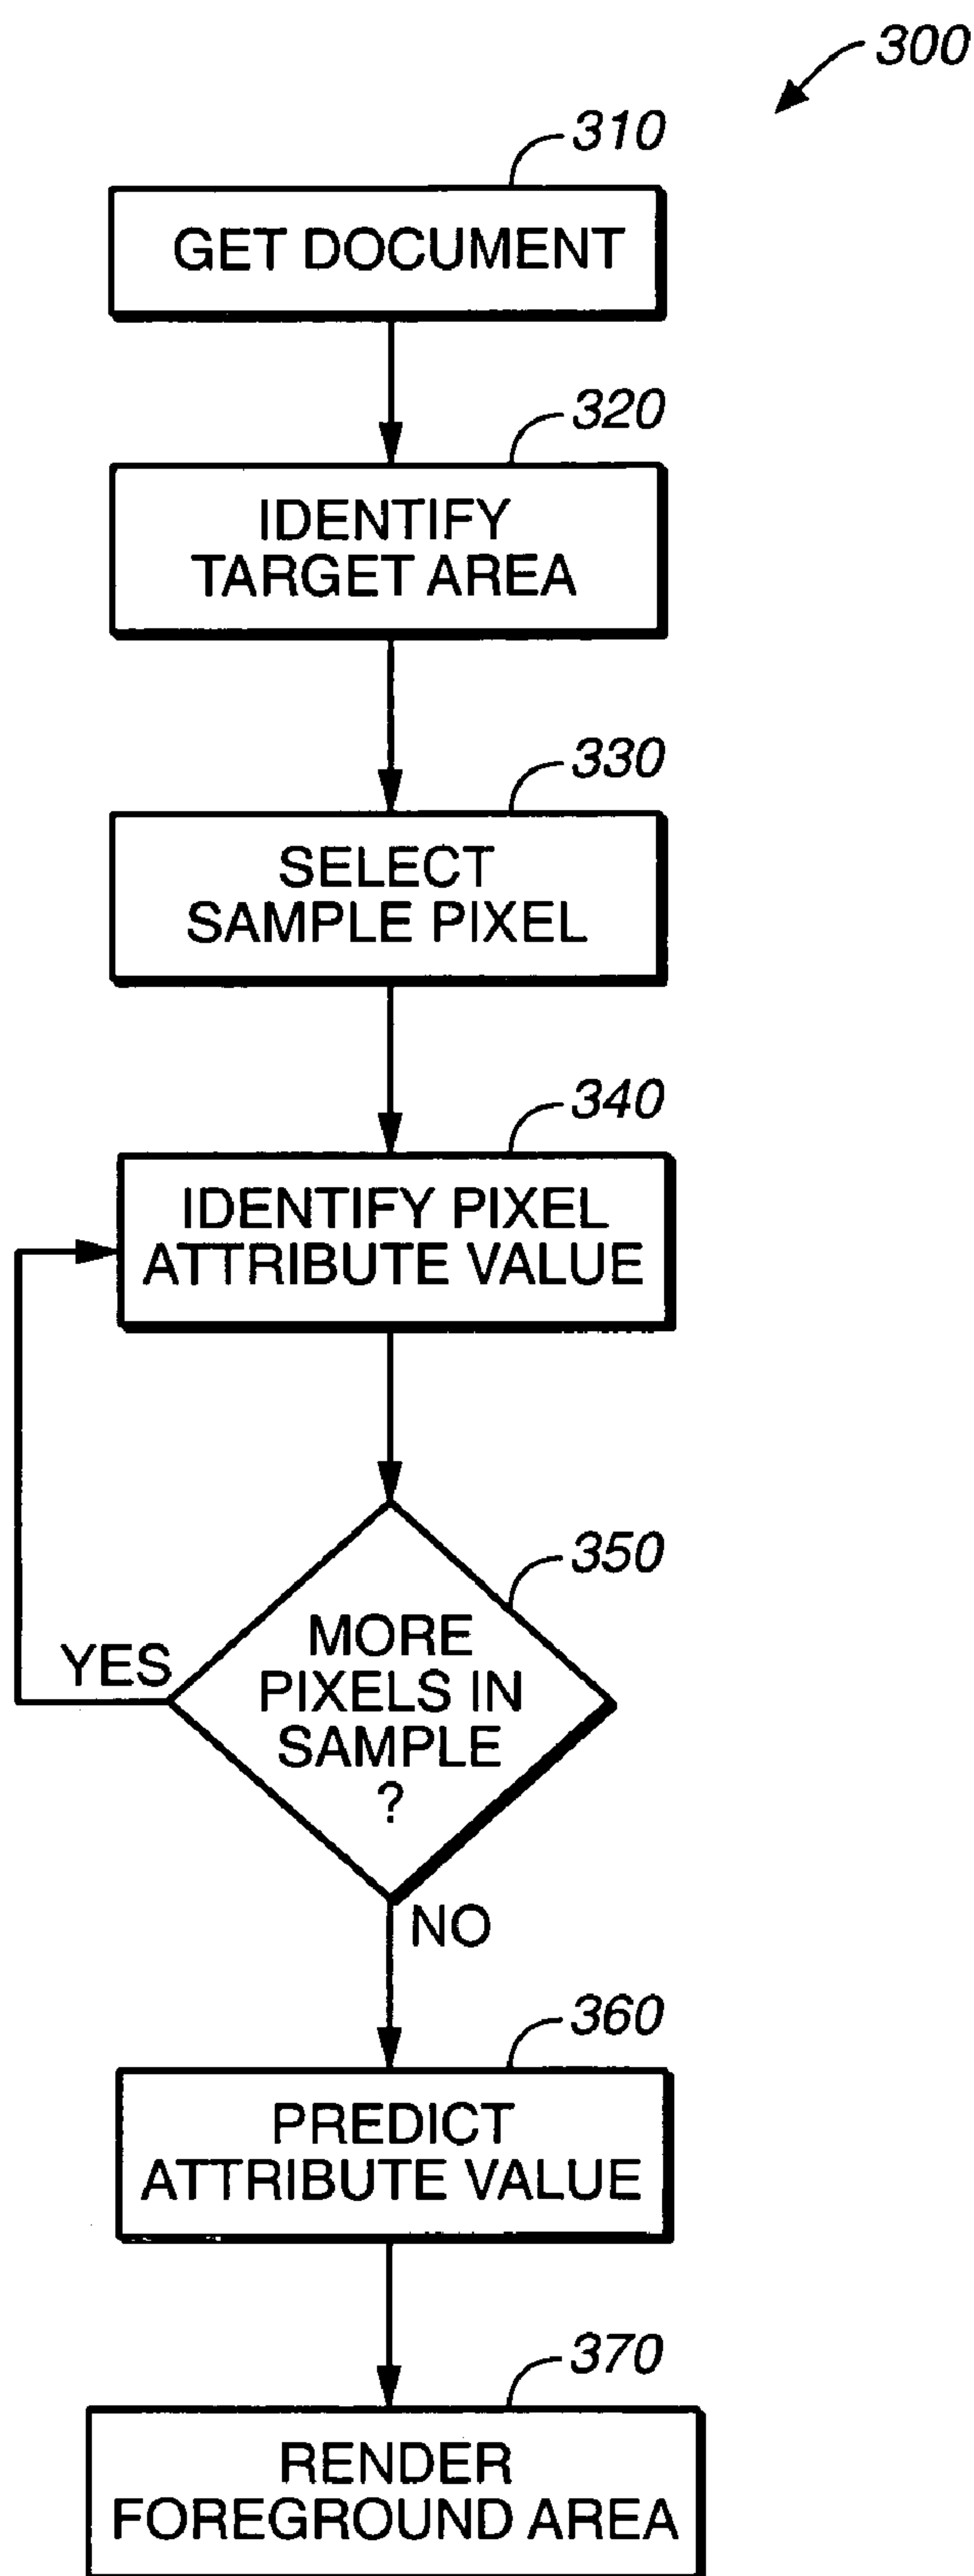 300
310
GET DOCUMENT
320
IDENTIFY
TARGET AREA
330
SELECT
SAMPLE PIXEL
340
IDENTIFY PIXEL
ATTRIBUTE VALUE
350
MORE
PIXELS IN
SAMPLE
?
YES
NO
360
PREDICT
ATTRIBUTE VALUE
370
RENDER
FOREGROUND AREA